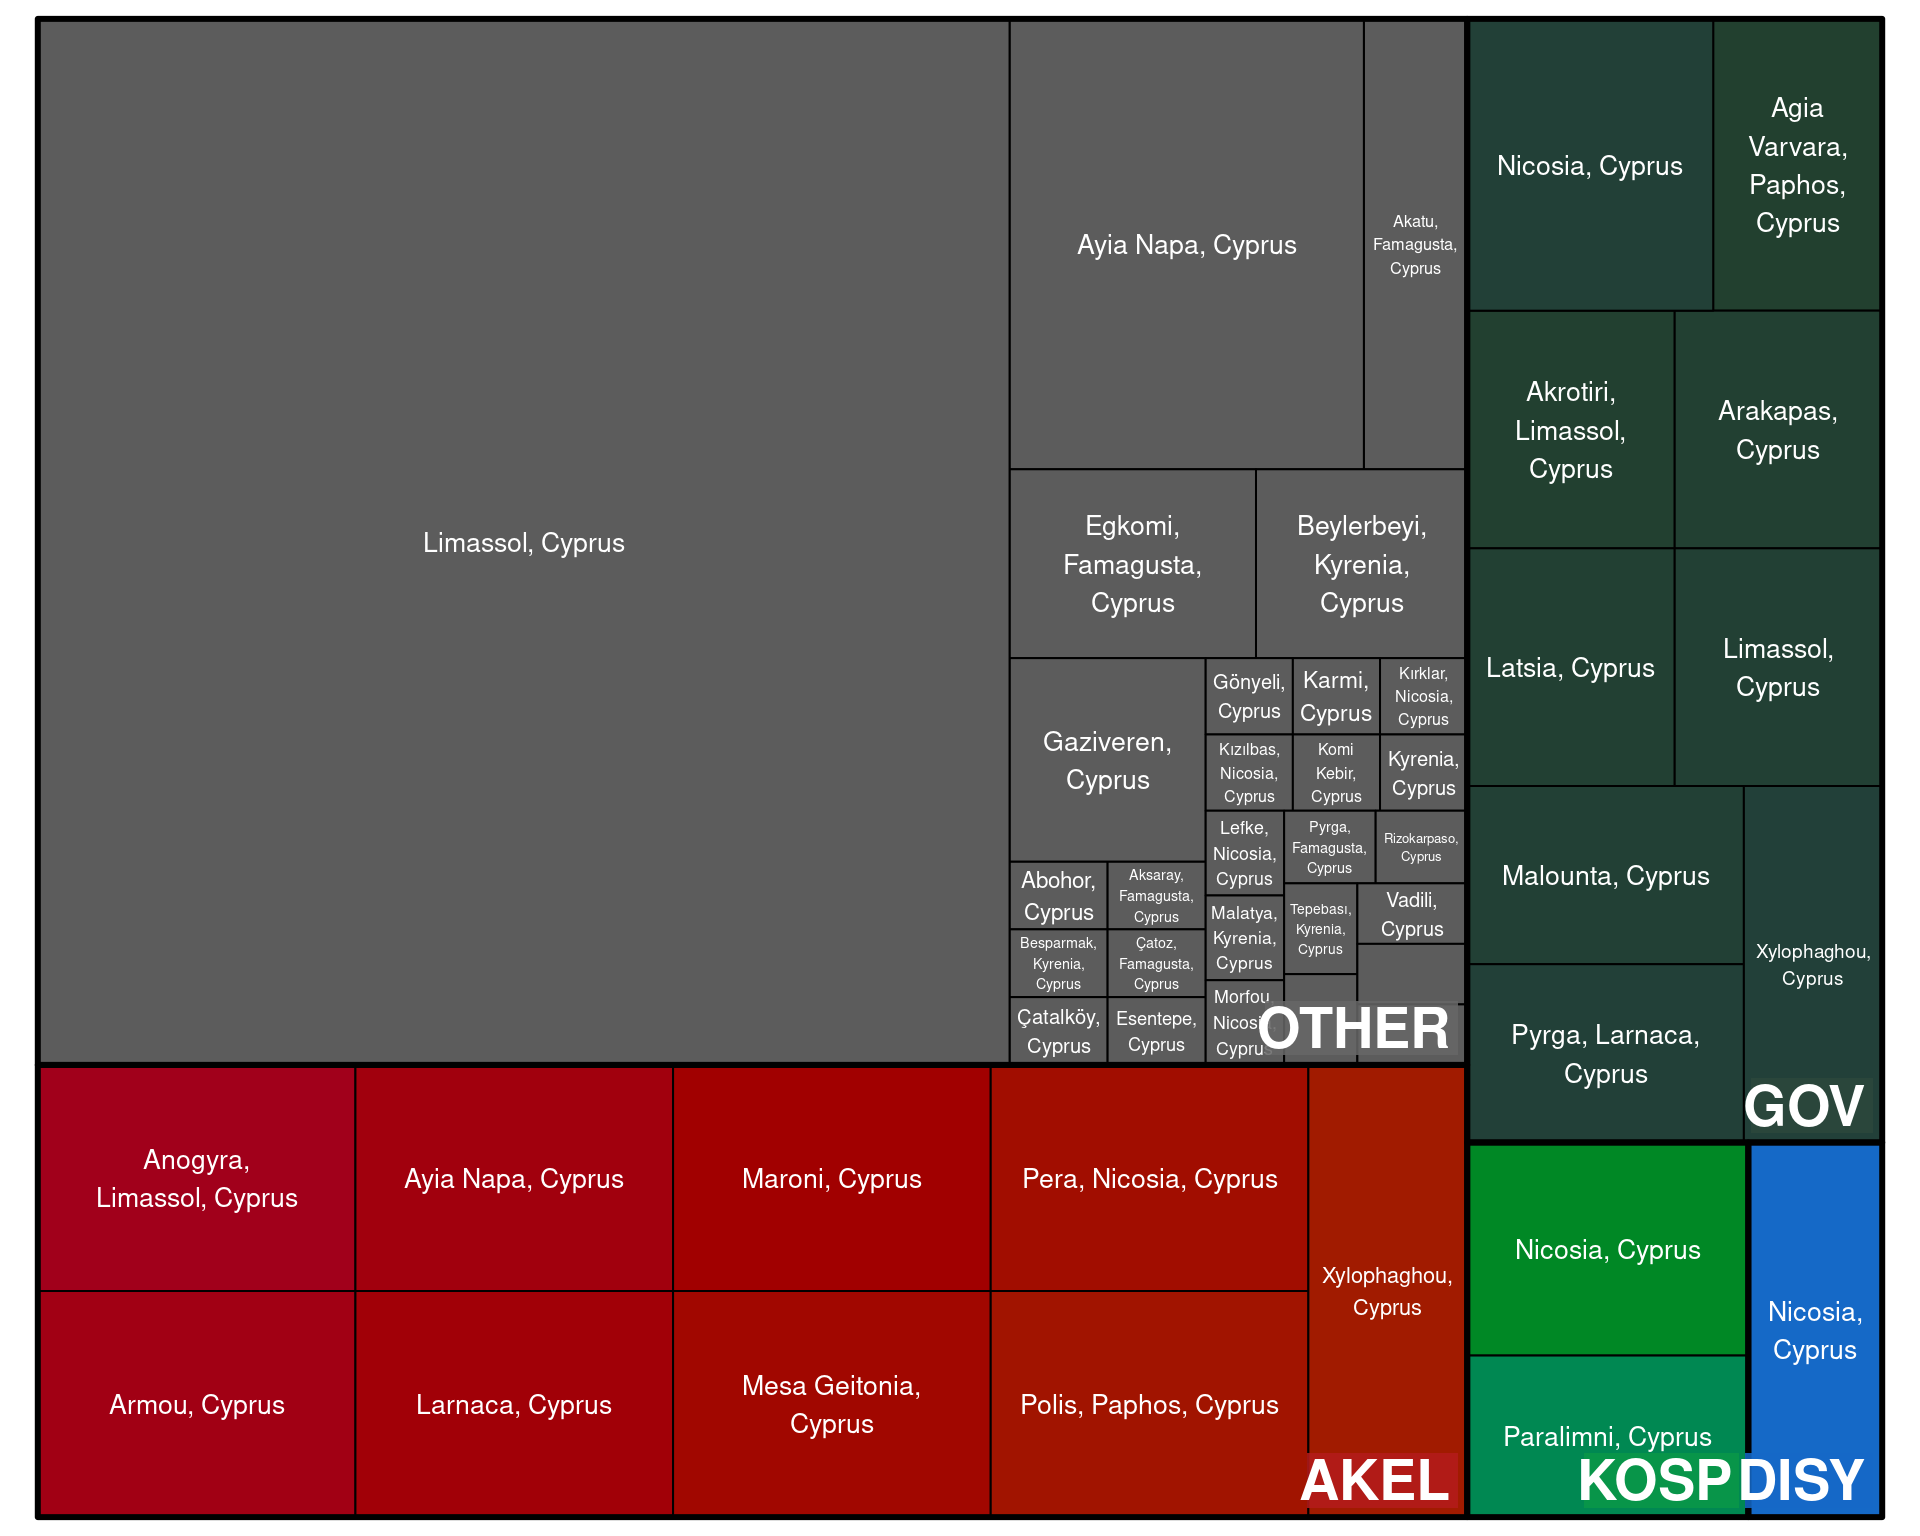 Limassol, Cyprus
Ayia Napa, Cyprus
Akatu,
Famagusta,
Cyprus
Egkomi,
Famagusta,
Cyprus
Beylerbeyi,
Kyrenia,
Cyprus
Gaziveren,
Cyprus
Gönyeli,
Cyprus
Karmi,
Cyprus
Kırklar,
Nicosia,
Cyprus
Kızılbas,
Nicosia,
Cyprus
Komi
Kebir,
Cyprus
Kyrenia,
Cyprus
Abohor,
Cyprus
Aksaray,
Famagusta,
Cyprus
Besparmak,
Kyrenia,
Cyprus
Çatoz,
Famagusta,
Cyprus
Çatalköy,
Cyprus
Esentepe,
Cyprus
Lefke,
Nicosia,
Cyprus
Pyrga,
Famagusta,
Cyprus
Rizokarpaso,
Cyprus
Malatya,
Kyrenia,
Cyprus
Tepebası,
Kyrenia,
Cyprus
Vadili,
Cyprus
Morfou,
Nicosia,
Cyprus
OTHER
Nicosia, Cyprus
Agia
Varvara,
Paphos,
Cyprus
Akrotiri,
Limassol,
Cyprus
Arakapas,
Cyprus
Latsia, Cyprus
Limassol,
Cyprus
Malounta, Cyprus
Xylophaghou,
Cyprus
Pyrga, Larnaca,
Cyprus
GOV
Anogyra,
Limassol, Cyprus
Ayia Napa, Cyprus
Maroni, Cyprus
Pera, Nicosia, Cyprus
Xylophaghou,
Cyprus
Armou, Cyprus
Larnaca, Cyprus
Mesa Geitonia,
Cyprus
Polis, Paphos, Cyprus
AKEL
Nicosia, Cyprus
Paralimni, Cyprus
KOSP
Nicosia,
Cyprus
DISY